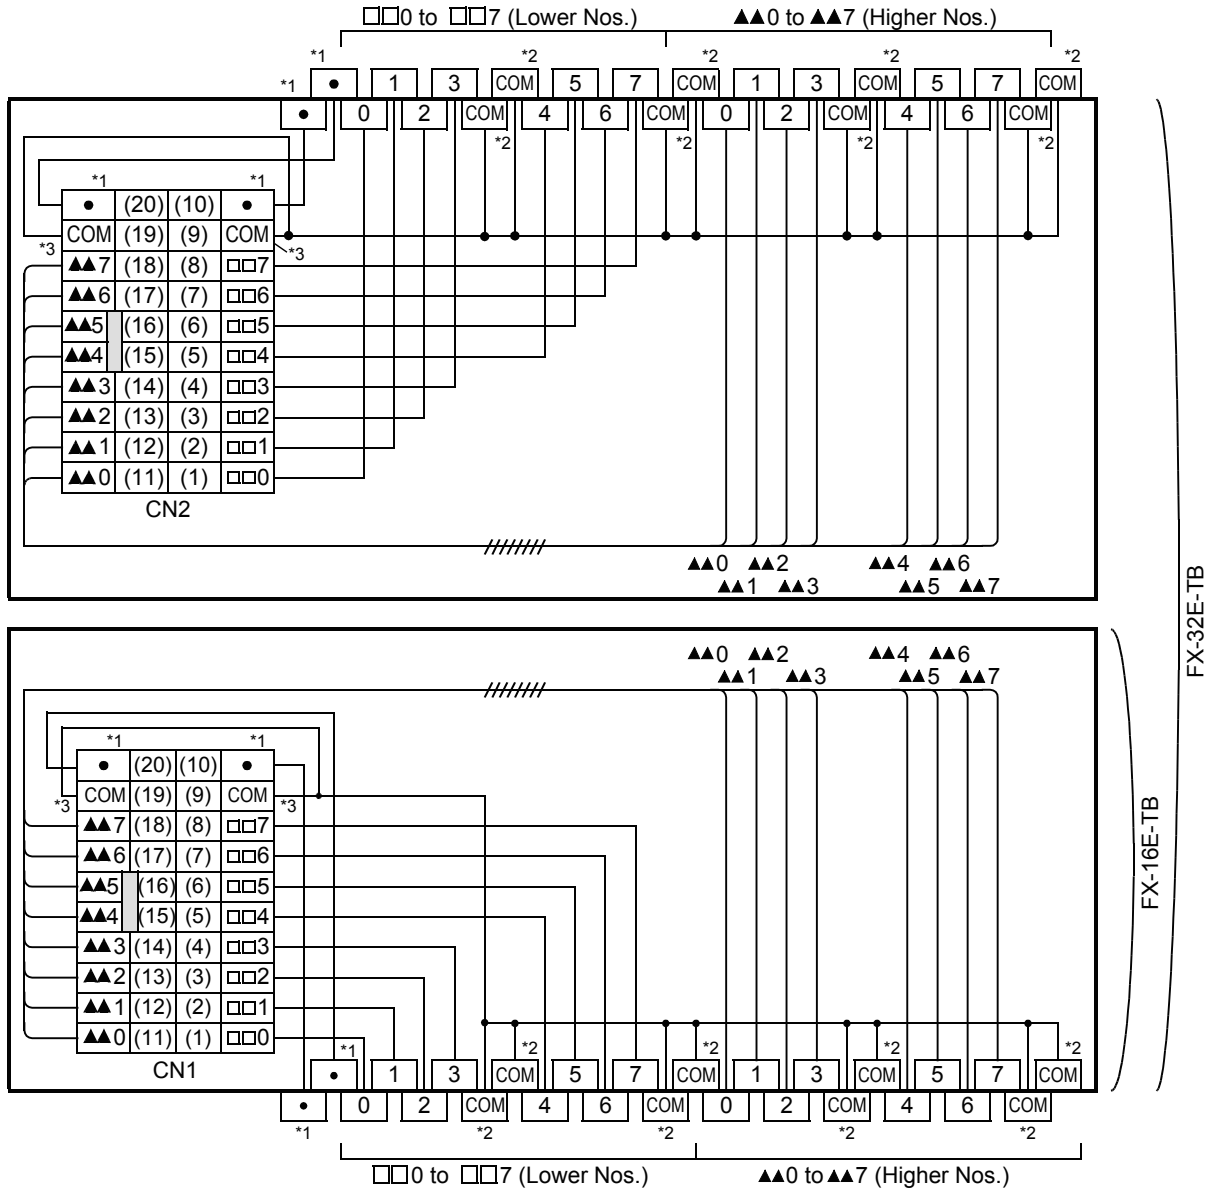 □□0 to □□7 (Lower Nos.) ▲▲0 to ▲▲7 (Higher Nos.)
*1 *2 *2 *2 *2
*1 • 1 3 COM 5 7 COM 1 3 COM 5 7 COM
• 0 2 COM 4 6 COM 0 2 COM 4 6 COM
*2 *2 *2 *2
*1 *1
• (20) (10) •
COM (19) (9) COM
*3 *3
▲▲7 (18) (8) □□7
▲▲6 (17) (7) □□6
▲▲5 (16) (6) □□5
▲▲4 (15) (5) □□4
▲▲3 (14) (4) □□3
▲▲2 (13) (3) □□2
▲▲1 (12) (2) □□1
▲▲0 (11) (1) □□0
CN2
▲▲0 ▲▲2 ▲▲4 ▲▲6
▲▲1 ▲▲3 ▲▲5 ▲▲7
FX-32E-TB
▲▲0 ▲▲2 ▲▲4 ▲▲6
▲▲1 ▲▲3 ▲▲5 ▲▲7
*1 *1
• (20) (10) •
COM (19) (9) COM
*3 *3
▲▲7 (18) (8) □□7
▲▲6 (17) (7) □□6
▲▲5 (16) (6) □□5
▲▲4 (15) (5) □□4
▲▲3 (14) (4) □□3
▲▲2 (13) (3) □□2
▲▲1 (12) (2) □□1
▲▲0 (11) (1) □□0
CN1
FX-16E-TB
*1 *2 *2 *2 *2
• 1 3 COM 5 7 COM 1 3 COM 5 7 COM
• 0 2 COM 4 6 COM 0 2 COM 4 6 COM
*1 *2 *2 *2 *2
□□0 to □□7 (Lower Nos.) ▲▲0 to ▲▲7 (Higher Nos.)